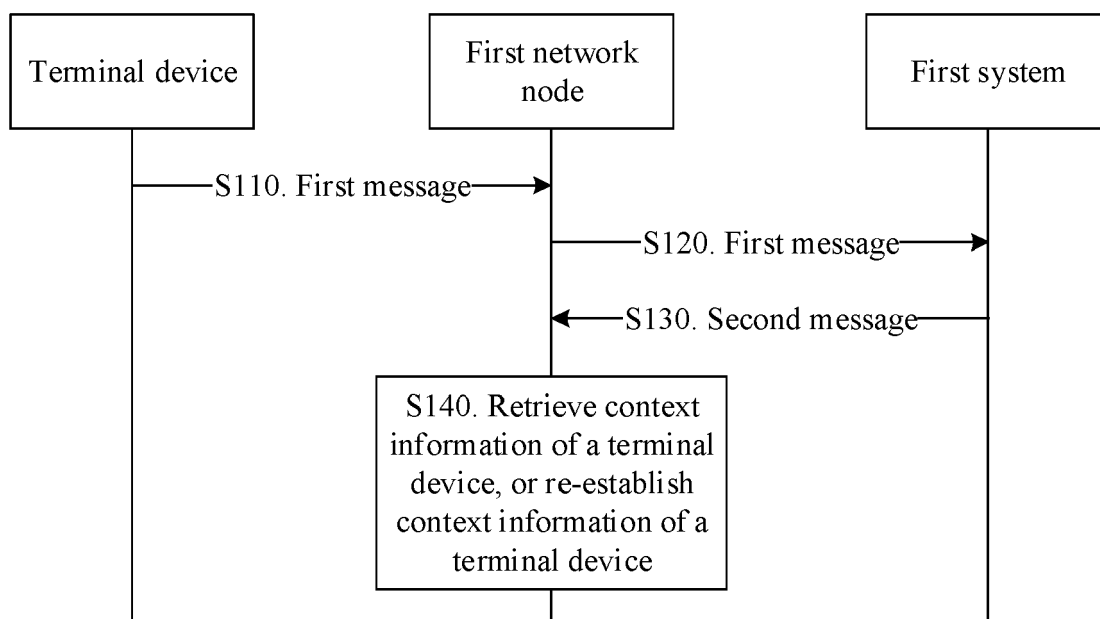 Terminal device
First network
node
First system
S110. First message
S120. First message
S130. Second message
S140. Retrieve context
information of a terminal
device, or re-establish
context information of a
terminal device